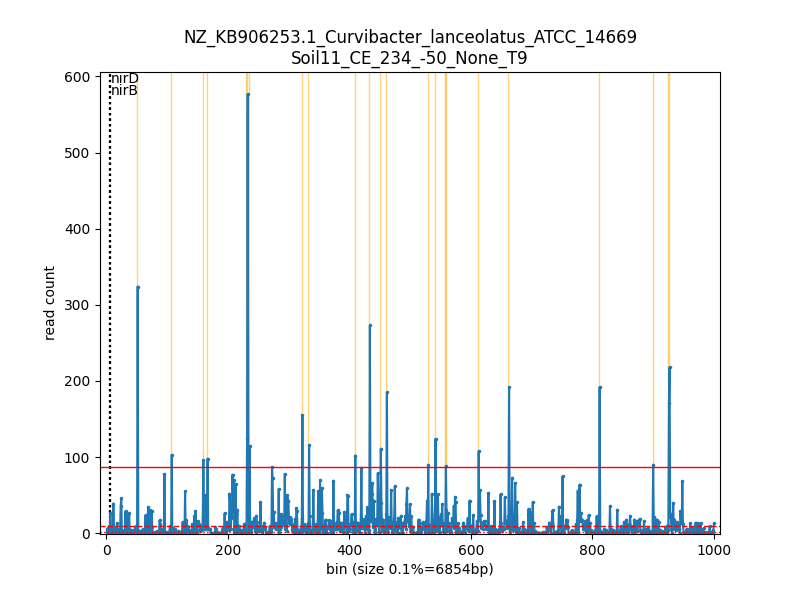 NZ_KB906253.1_Curvibacter_lanceolatus_ATCC_14669
Soil11_CE_234_-50_None_T9
nirD
nirB
600
500
400
300
200
100
0
read count
0
200
400
600
800
1000
bin (size 0.1%=6854bp)